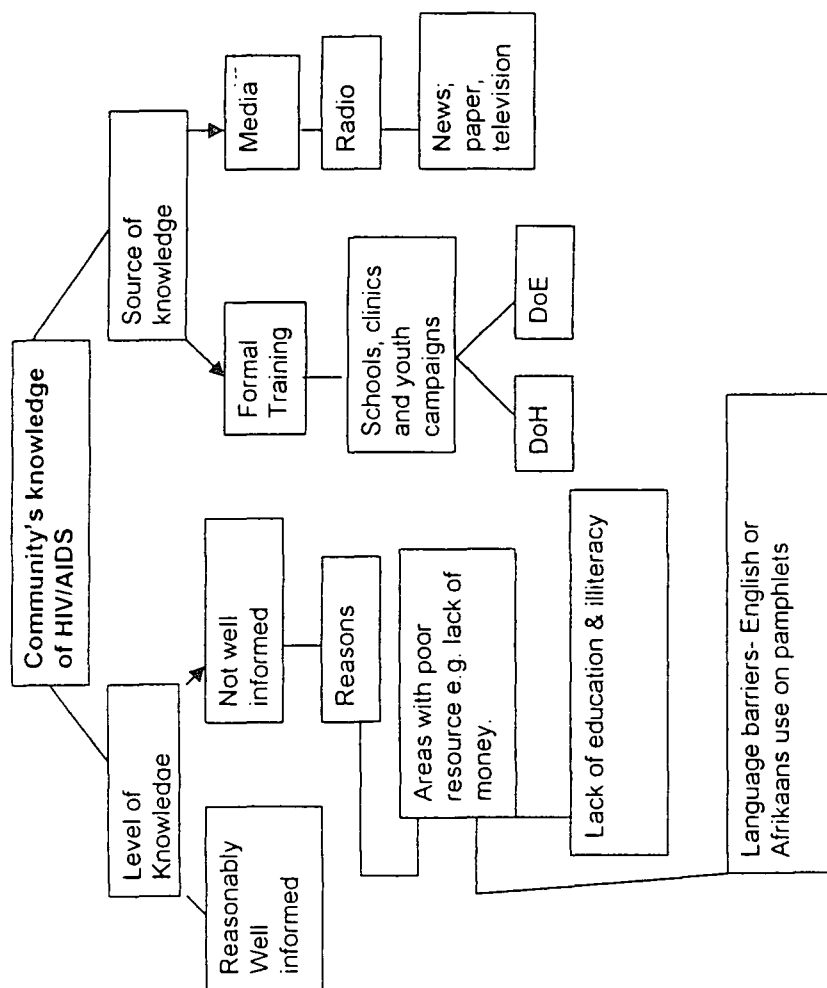 Community's knowledge
of HIV/AIDS
Level of
Knowledge
Source of
knowledge
Reasonably
Well
informed
Not well
informed
Formal
Training
Media
Reasons
Schools, clinics
and youth
campaigns
Radio
Areas with poor
resource e.g. lack of
money.
DoH
DoE
News;
paper,
television
Lack of education & illiteracy
Language barriers- English or
Afrikaans use on pamphlets